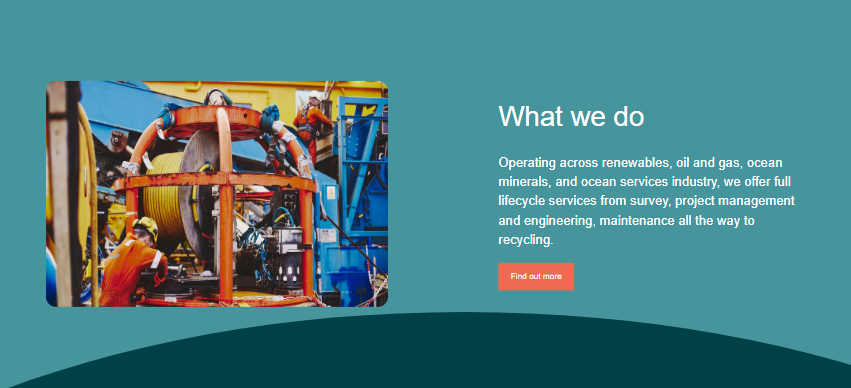 What we do
Operating across renewables, oil and gas, ocean
minerals, and ocean services industry, we offer full
lifecycle services from survey, project management
and engineering, maintenance all the way to
recycling.
Find out more